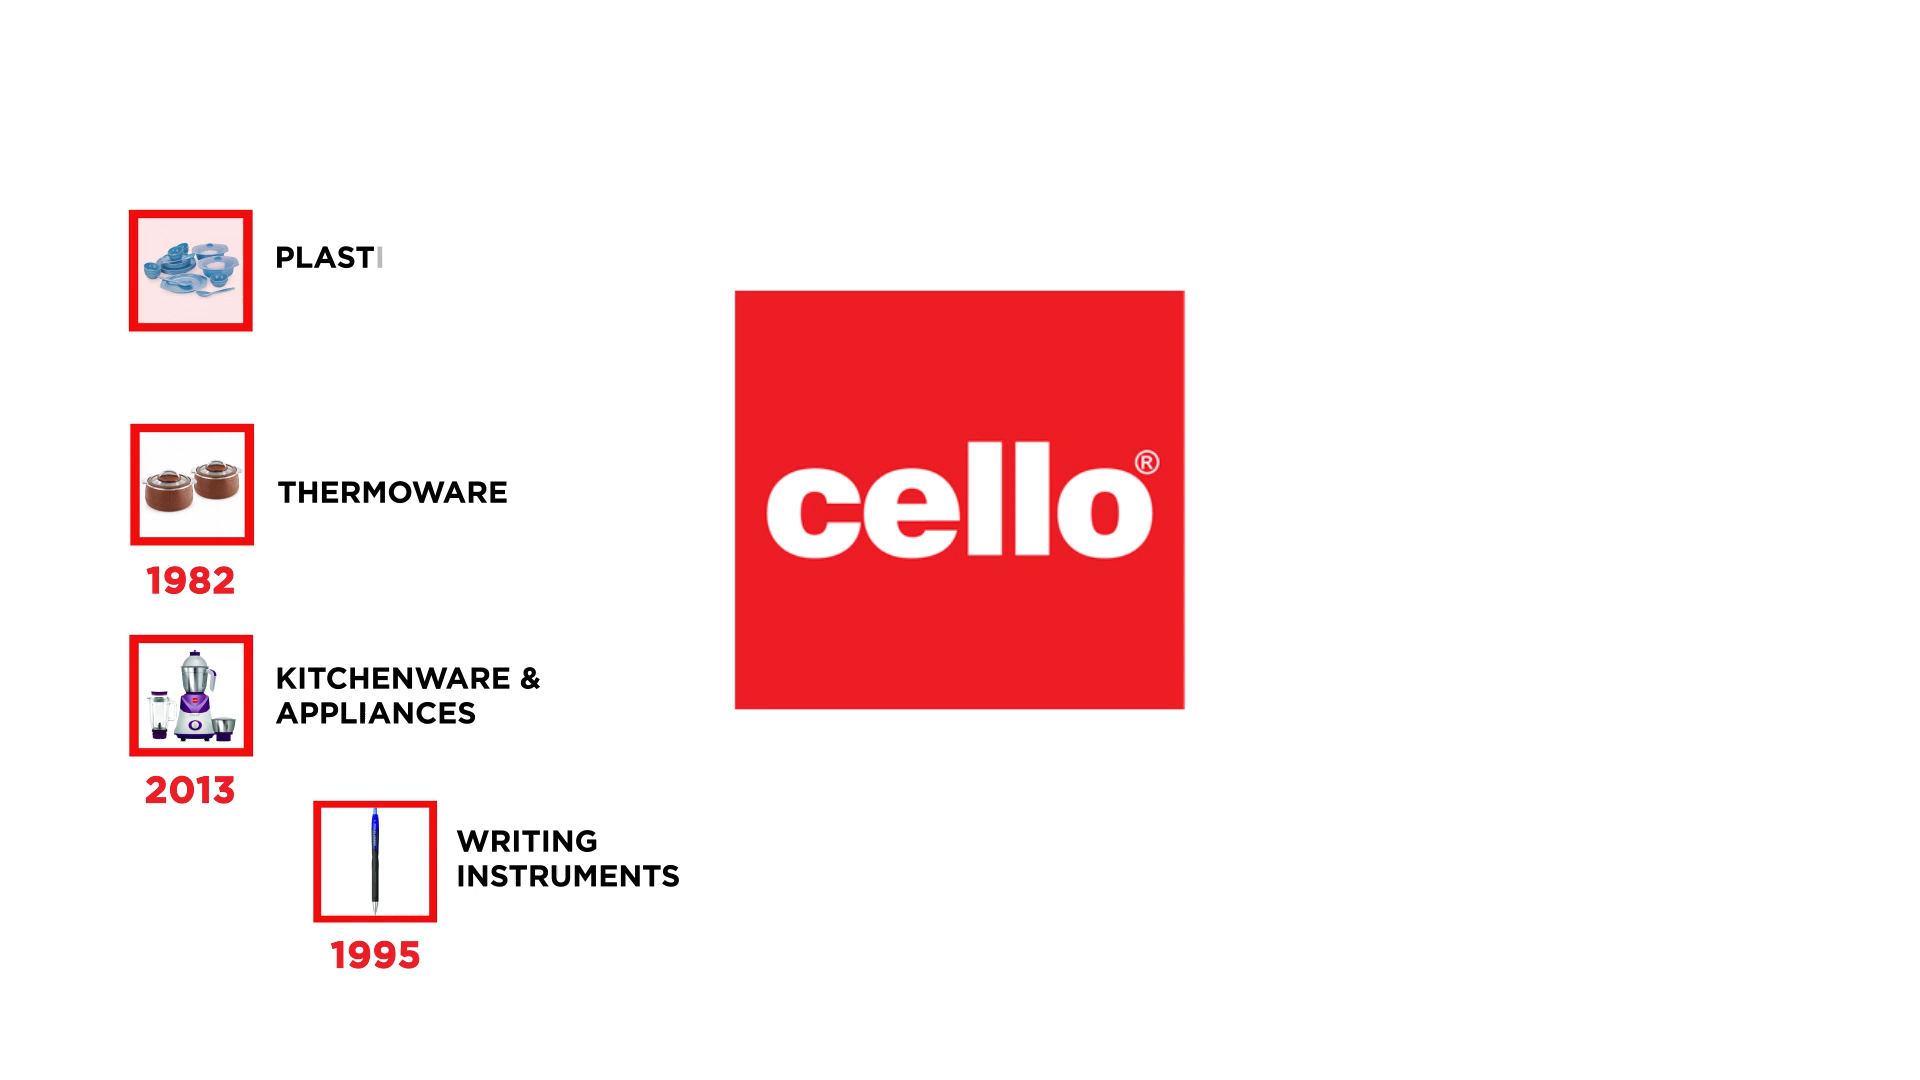 PLASTI
THERMOWARE
1982
KITCHENWARE &
APPLIANCES
2013
WRITING
INSTRUMENTS
1995
cello®